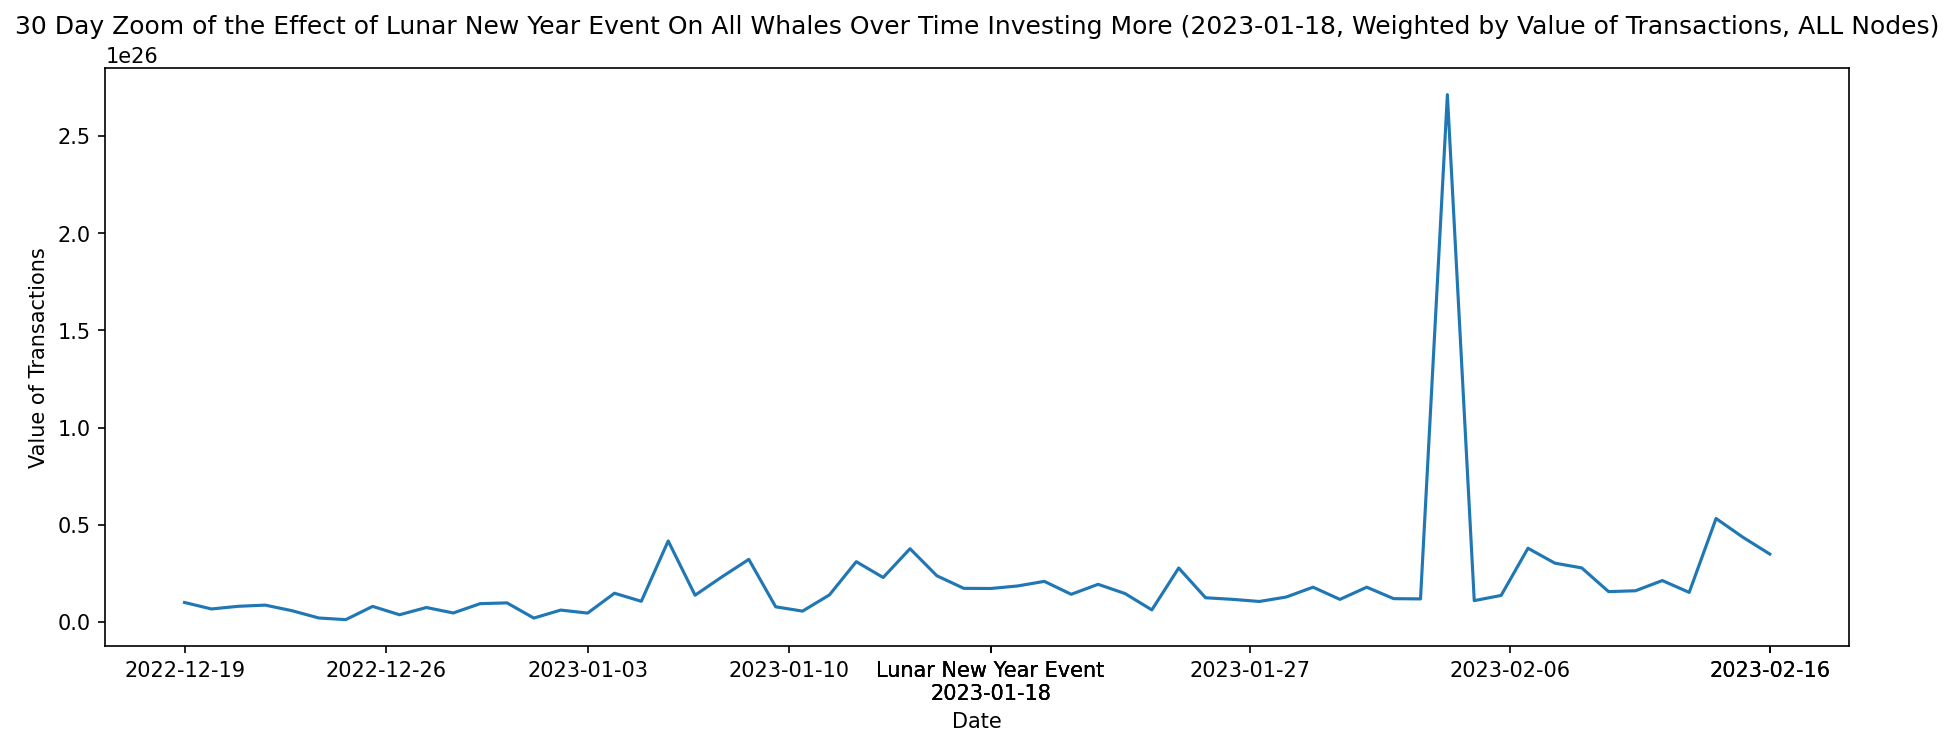 30 Day Zoom of the Effect of Lunar New Year Event On All Whales Over Time Investing More (2023-01-18, Weighted by Value of Transactions, ALL Nodes)
1e26
2.5
2.0
1.5
1.0
0.5
0.0
Value of Transactions
2022-12-19
2022-12-26
2023-01-03
2023-01-10
Lunar New Year Event
2023-01-18
2023-01-27
2023-02-06
2023-02-16
Date